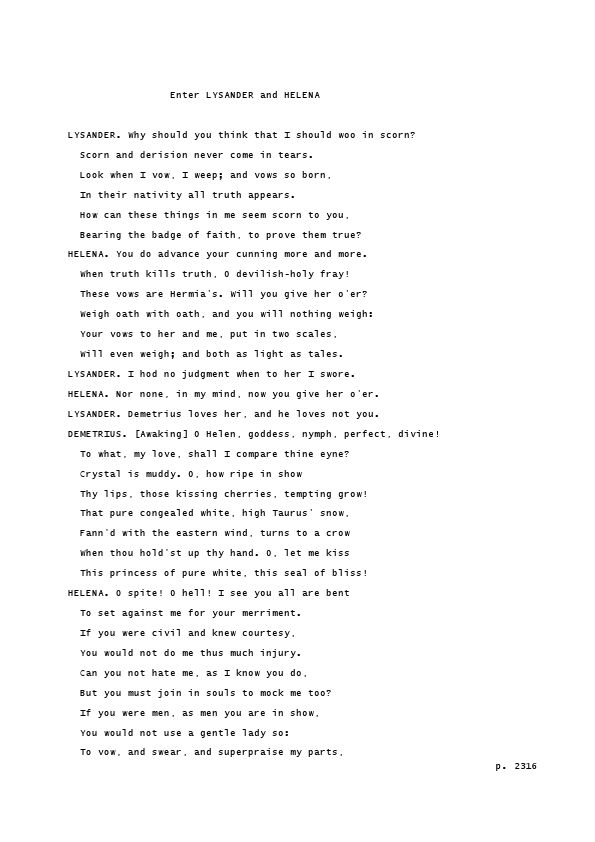 Enter LYSANDER and HELENA
LYSANDER. Why should you think that I should woo in scorn?
Scorn and derision never come in tears.
Look when I vow, I weep; and vows so born,
In their nativity all truth appears.
How can these things in me seem scorn to you,
Bearing the badge of faith, to prove them true?
HELENA. You do advance your cunning more and more.
When truth kills truth, O devilish-holy fray!
These vows are Hermia's. Will you give her o'er?
Weigh oath with oath, and you will nothing weigh:
Your vows to her and me, put in two scales,
Will even weigh; and both as light as tales.
LYSANDER. I hod no judgment when to her I swore.
HELENA. Nor none, in my mind, now you give her o'er.
LYSANDER. Demetrius loves her, and he loves not you.
DEMETRIUS. [Awaking] O Helen, goddess, nymph, perfect, divine!
To what, my love, shall I compare thine eyne?
Crystal is muddy. O, how ripe in show
Thy lips, those kissing cherries, tempting grow!
That pure congealed white, high Taurus' snow,
Fann'd with the eastern wind, turns to a crow
When thou hold'st up thy hand. O, let me kiss
This princess of pure white, this seal of bliss!
HELENA. O spite! O hell! I see you all are bent
To set against me for your merriment.
If you were civil and knew courtesy,
You would not do me thus much injury.
Can you not hate me, as I know you do,
But you must join in souls to mock me too?
If you were men, as men you are in show,
You would not use a gentle lady so:
To vow, and swear, and superpraise my parts,
p. 2316